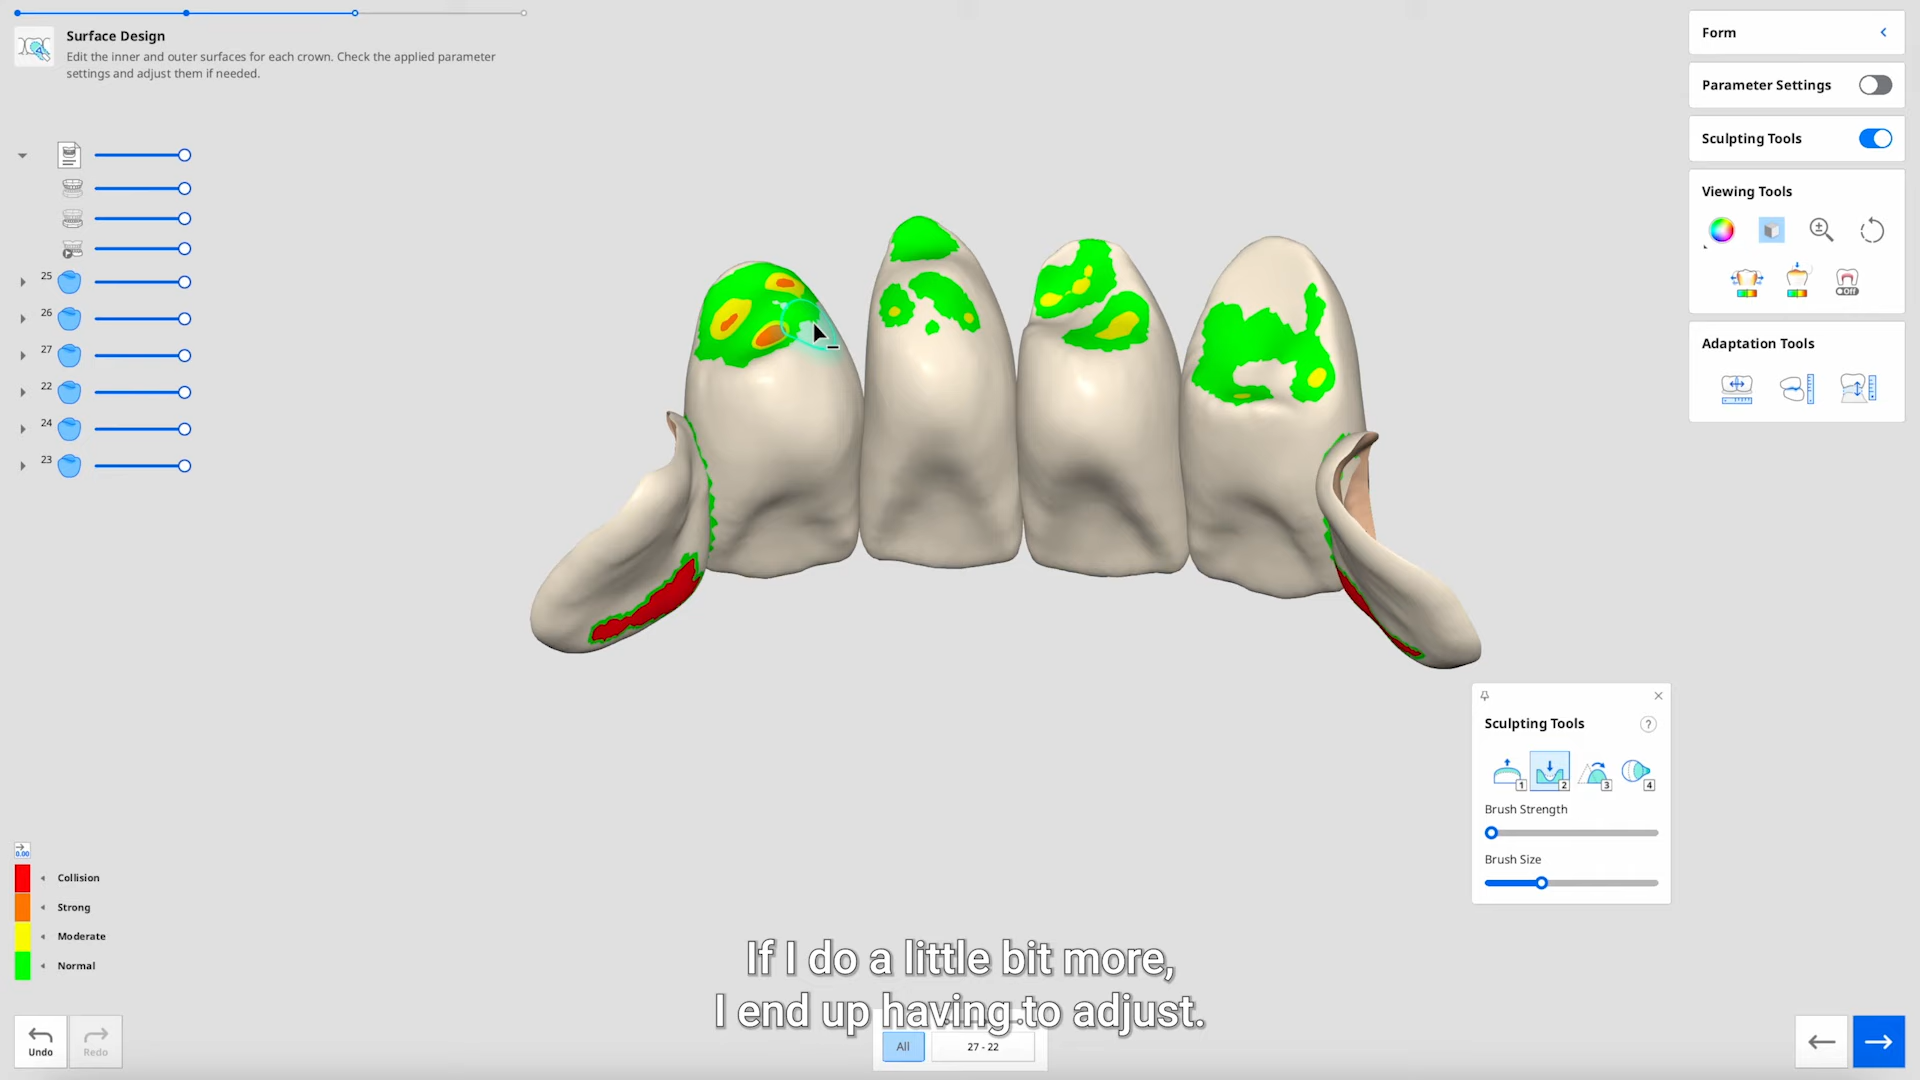 Surface Design
Edit the inner and outer surfaces for each crown. Check the applied parameter
settings and adjust them if needed.
25
26
27
22
24
23
Form
Parameter Settings
Sculpting Tools
Viewing Tools
Off
Adaptation Tools
Sculpting Tools
?
1
2
3
4
Brush Strength
Brush Size
0.00
Collision
Strong
Moderate
Normal
If I do a little bit more,
I end up having to adjust.
Undo
Redo
All
27 - 22